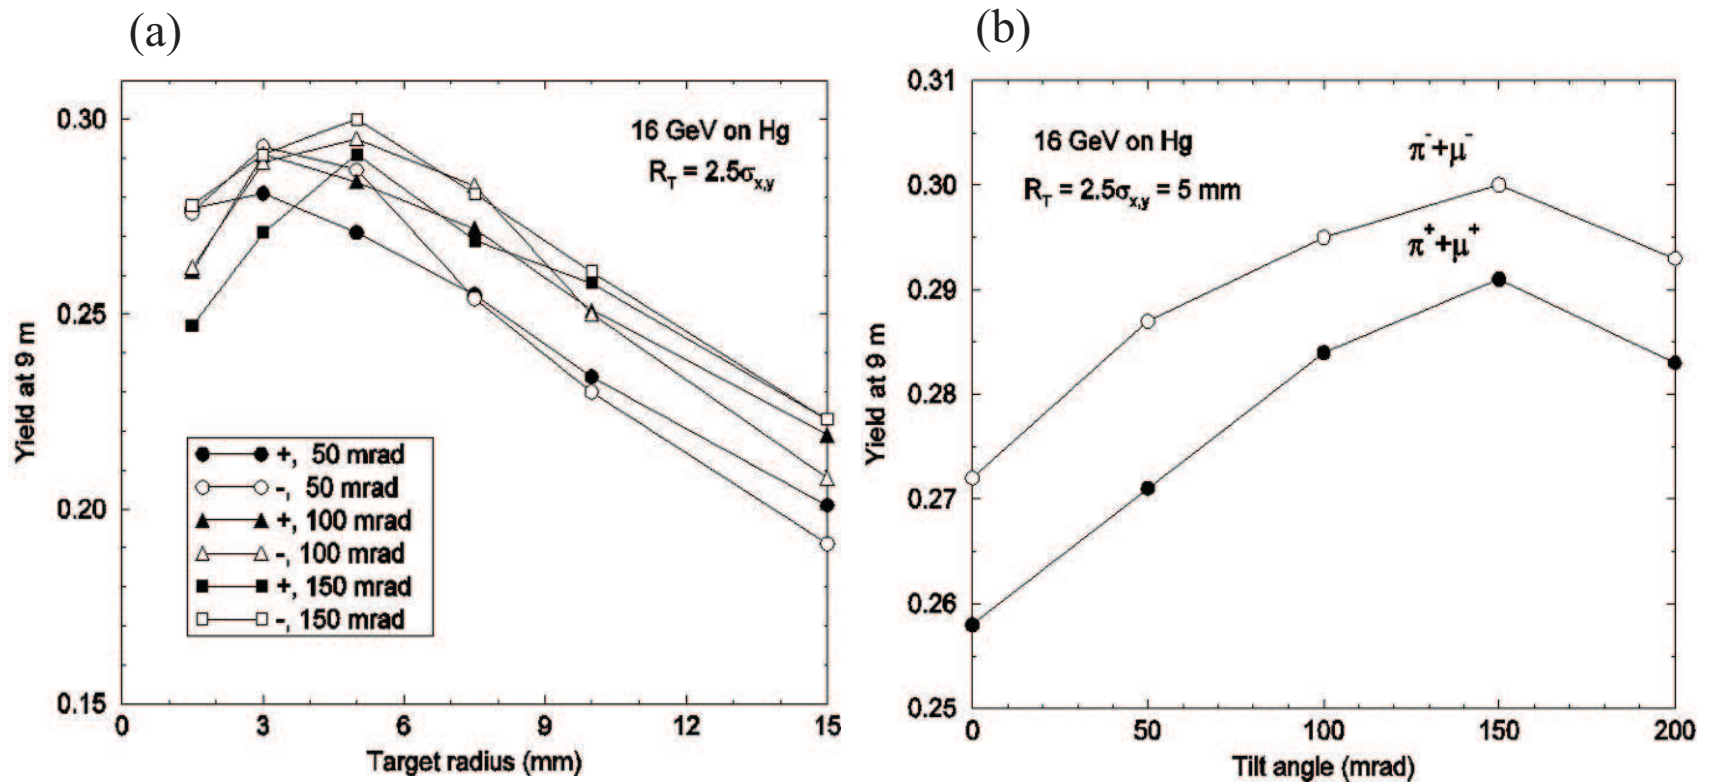 (a)
0.30
0.25
0.20
0.15
Yield at 9 m
16 GeV on Hg
R_T = 2.5σ_x,y
+, 50 mrad
-, 50 mrad
+, 100 mrad
-, 100 mrad
+, 150 mrad
-, 150 mrad
0 3 6 9 12 15
Target radius (mm)
(b)
0.31
0.30
0.29
0.28
0.27
0.26
0.25
Yield at 9 m
16 GeV on Hg
R_T = 2.5σ_x,y = 5 mm
π⁻+μ⁻
π⁺+μ⁺
0 50 100 150 200
Tilt angle (mrad)